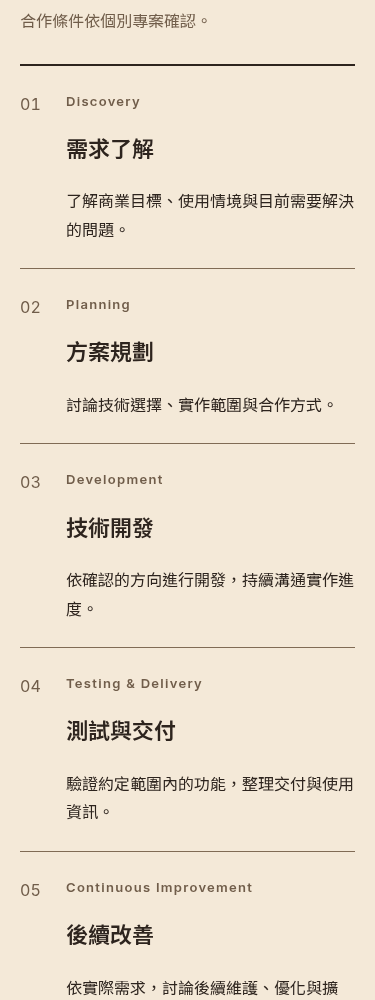 合作條件依個別專案確認。
01 Discovery
需求了解
了解商業目標、使用情境與目前需要解決
的問題。
02 Planning
方案規劃
討論技術選擇、實作範圍與合作方式。
03 Development
技術開發
依確認的方向進行開發，持續溝通實作進
度。
04 Testing & Delivery
測試與交付
驗證約定範圍內的功能，整理交付與使用
資訊。
05 Continuous Improvement
後續改善
依實際需求，討論後續維護、優化與擴